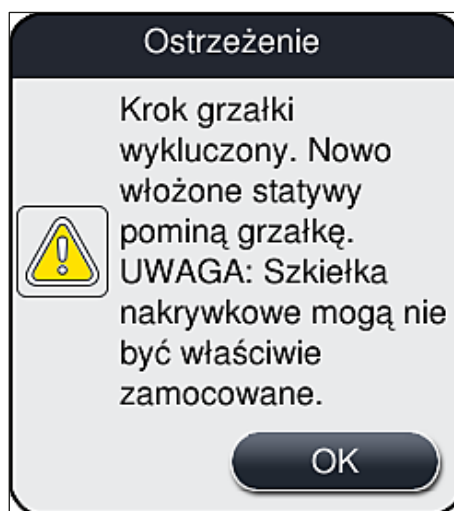 Ostrzeżenie
Krok grzałki
wykluczony. Nowo
włożone statywy
pominą grzałkę.
UWAGA: Szkiełka
nakrywkowe mogą nie
być właściwie
zamocowane.
OK